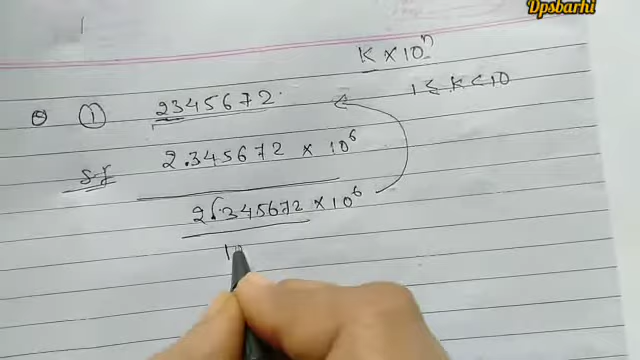 Dpsbarhi
K × 10ⁿ
① 2345672.
1 ≤ K < 10
S.F 2.345672 × 10⁶
2.345672 × 10⁶